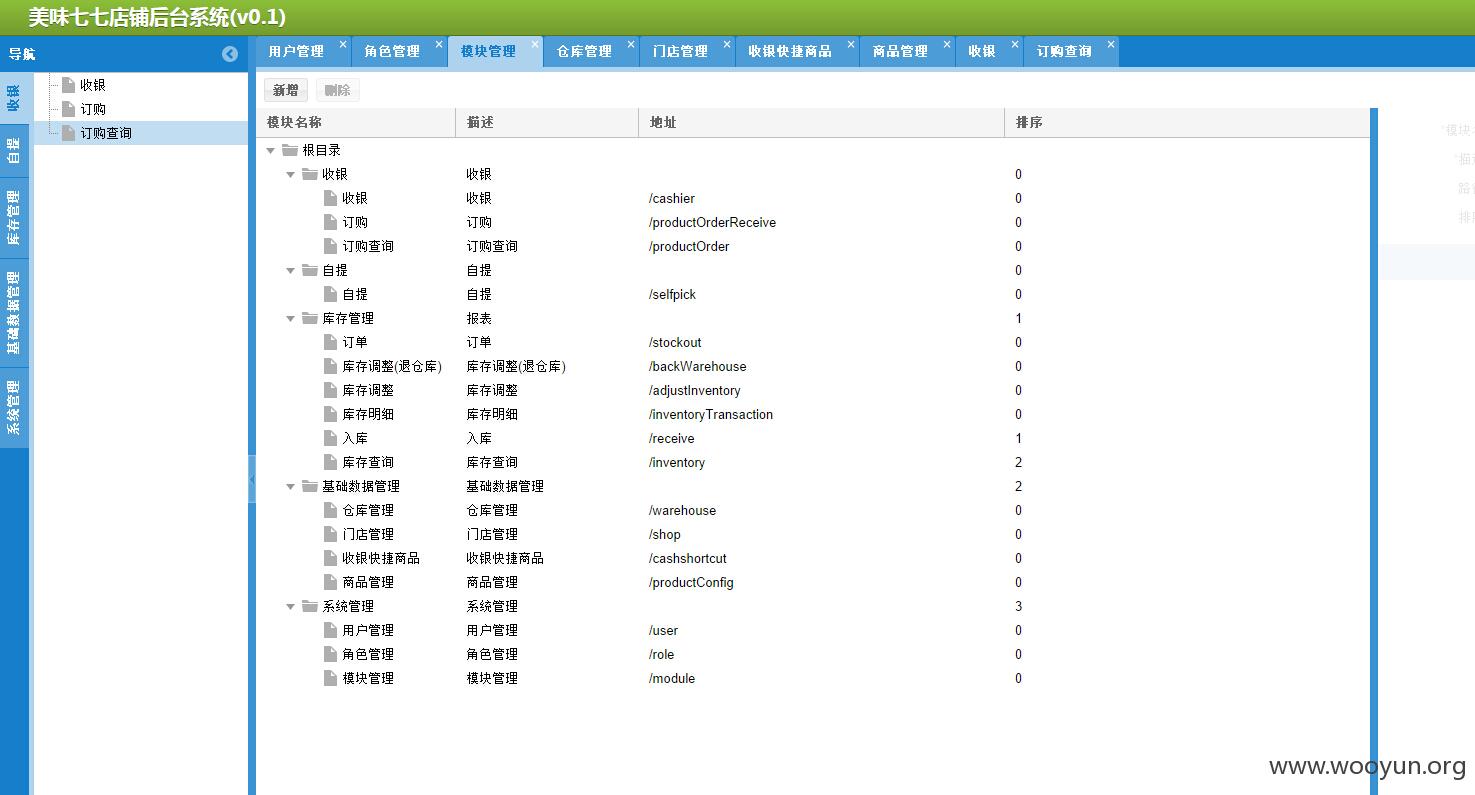 美味七七店铺后台系统(v0.1)
导航
用户管理 角色管理 模块管理 仓库管理 门店管理 收银快捷商品 商品管理 收银 订购查询
收银
自提
库存管理
基础数据管理
系统管理
收银
订购
订购查询
新增 删除
模块名称 描述 地址 排序
根目录
收银 收银 0
收银 收银 /cashier 0
订购 订购 /productOrderReceive 0
订购查询 订购查询 /productOrder 0
自提 自提 0
自提 自提 /selfpick 0
库存管理 报表 1
订单 订单 /stockout 0
库存调整(退仓库) 库存调整(退仓库) /backWarehouse 0
库存调整 库存调整 /adjustInventory 0
库存明细 库存明细 /inventoryTransaction 0
入库 入库 /receive 1
库存查询 库存查询 /inventory 2
基础数据管理 基础数据管理 2
仓库管理 仓库管理 /warehouse 0
门店管理 门店管理 /shop 0
收银快捷商品 收银快捷商品 /cashshortcut 0
商品管理 商品管理 /productConfig 0
系统管理 系统管理 3
用户管理 用户管理 /user 0
角色管理 角色管理 /role 0
模块管理 模块管理 /module 0
www.wooyun.org